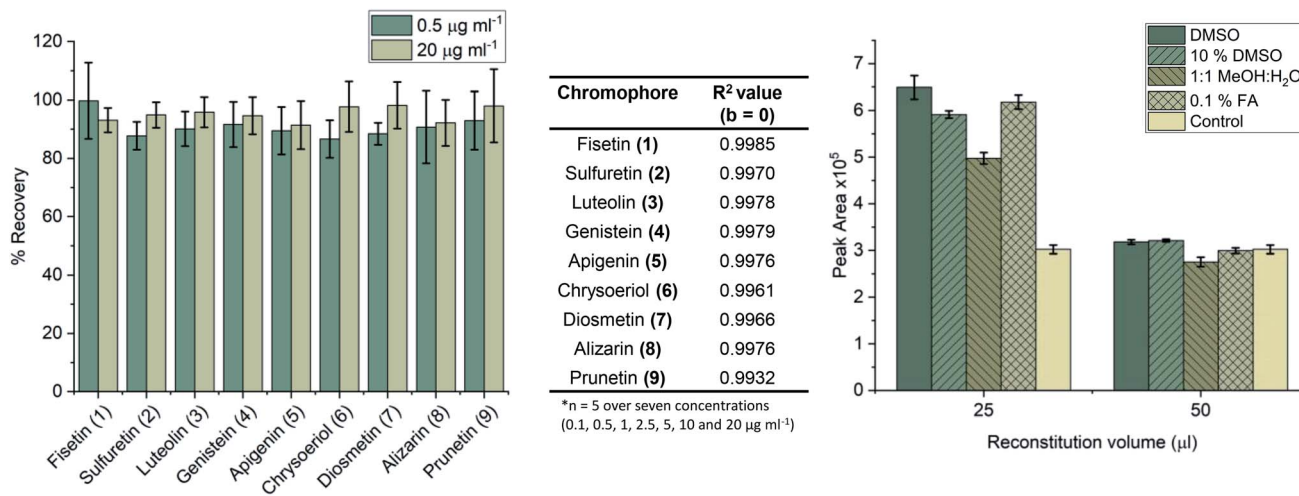 0.5 μg ml⁻¹
20 μg ml⁻¹
120
100
80
60
40
20
0
% Recovery
Fisetin (1)
Sulfuretin (2)
Luteolin (3)
Genistein (4)
Apigenin (5)
Chrysoeriol (6)
Diosmetin (7)
Alizarin (8)
Prunetin (9)
Chromophore R² value
(b = 0)
Fisetin (1) 0.9985
Sulfuretin (2) 0.9970
Luteolin (3) 0.9978
Genistein (4) 0.9979
Apigenin (5) 0.9976
Chrysoeriol (6) 0.9961
Diosmetin (7) 0.9966
Alizarin (8) 0.9976
Prunetin (9) 0.9932
*n = 5 over seven concentrations
(0.1, 0.5, 1, 2.5, 5, 10 and 20 μg ml⁻¹)
DMSO
10 % DMSO
1:1 MeOH:H₂O
0.1 % FA
Control
7
6
5
4
3
2
1
0
Peak Area x10⁵
25 50
Reconstitution volume (μl)